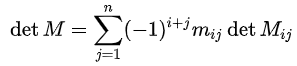 det M = \sum_{j=1}^{n} (-1)^{i+j} m_{ij} det M_{ij}